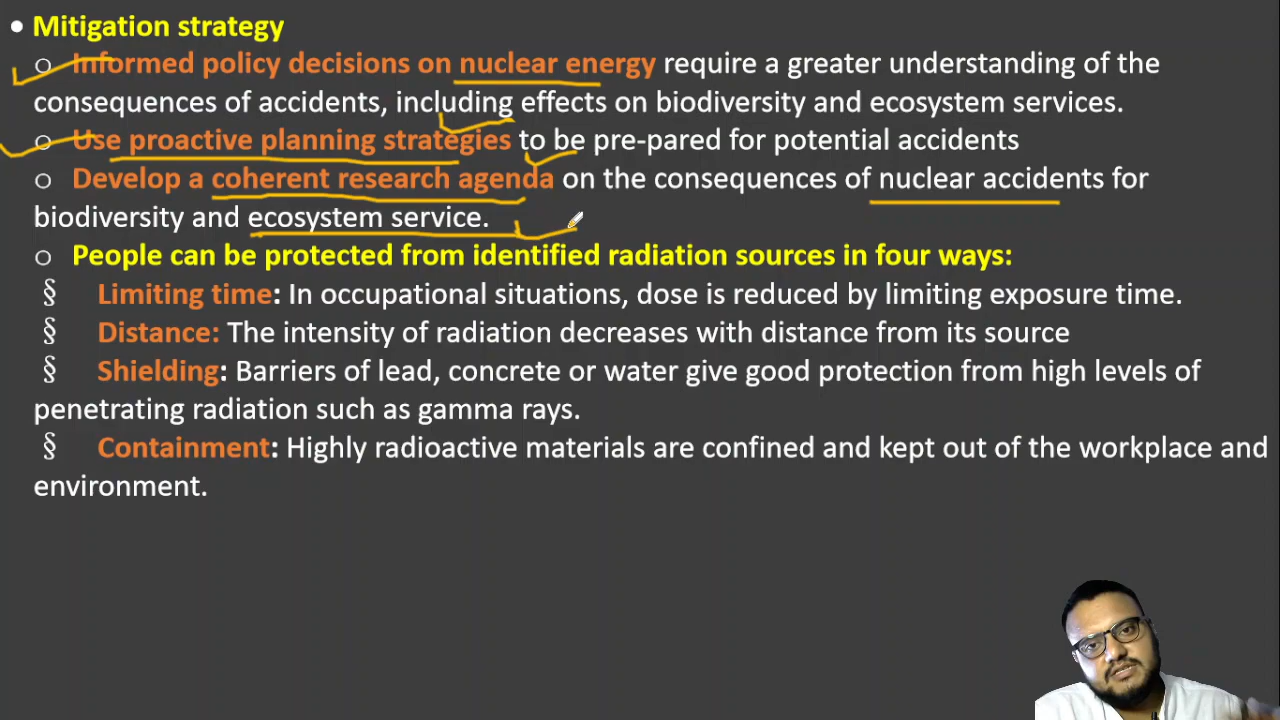 • Mitigation strategy
o Informed policy decisions on nuclear energy require a greater understanding of the
consequences of accidents, including effects on biodiversity and ecosystem services.
o Use proactive planning strategies to be pre-pared for potential accidents
o Develop a coherent research agenda on the consequences of nuclear accidents for
biodiversity and ecosystem service.
o People can be protected from identified radiation sources in four ways:
§ Limiting time: In occupational situations, dose is reduced by limiting exposure time.
§ Distance: The intensity of radiation decreases with distance from its source
§ Shielding: Barriers of lead, concrete or water give good protection from high levels of
penetrating radiation such as gamma rays.
§ Containment: Highly radioactive materials are confined and kept out of the workplace and
environment.